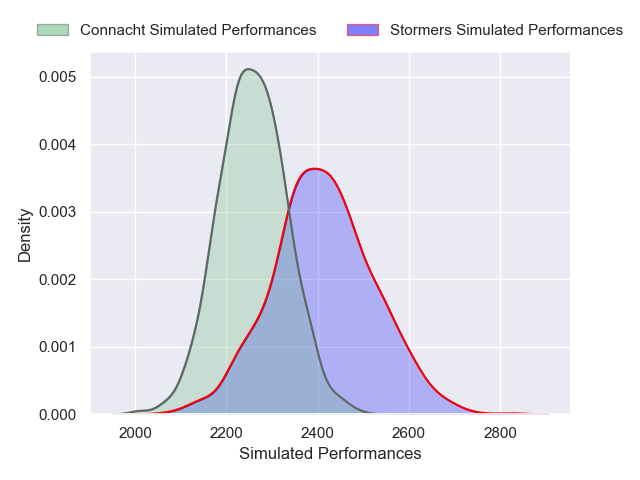 Connacht Simulated Performances Stormers Simulated Performances
0.005
0.004
0.003
0.002
0.001
0.000
Density
2000 2200 2400 2600 2800
Simulated Performances